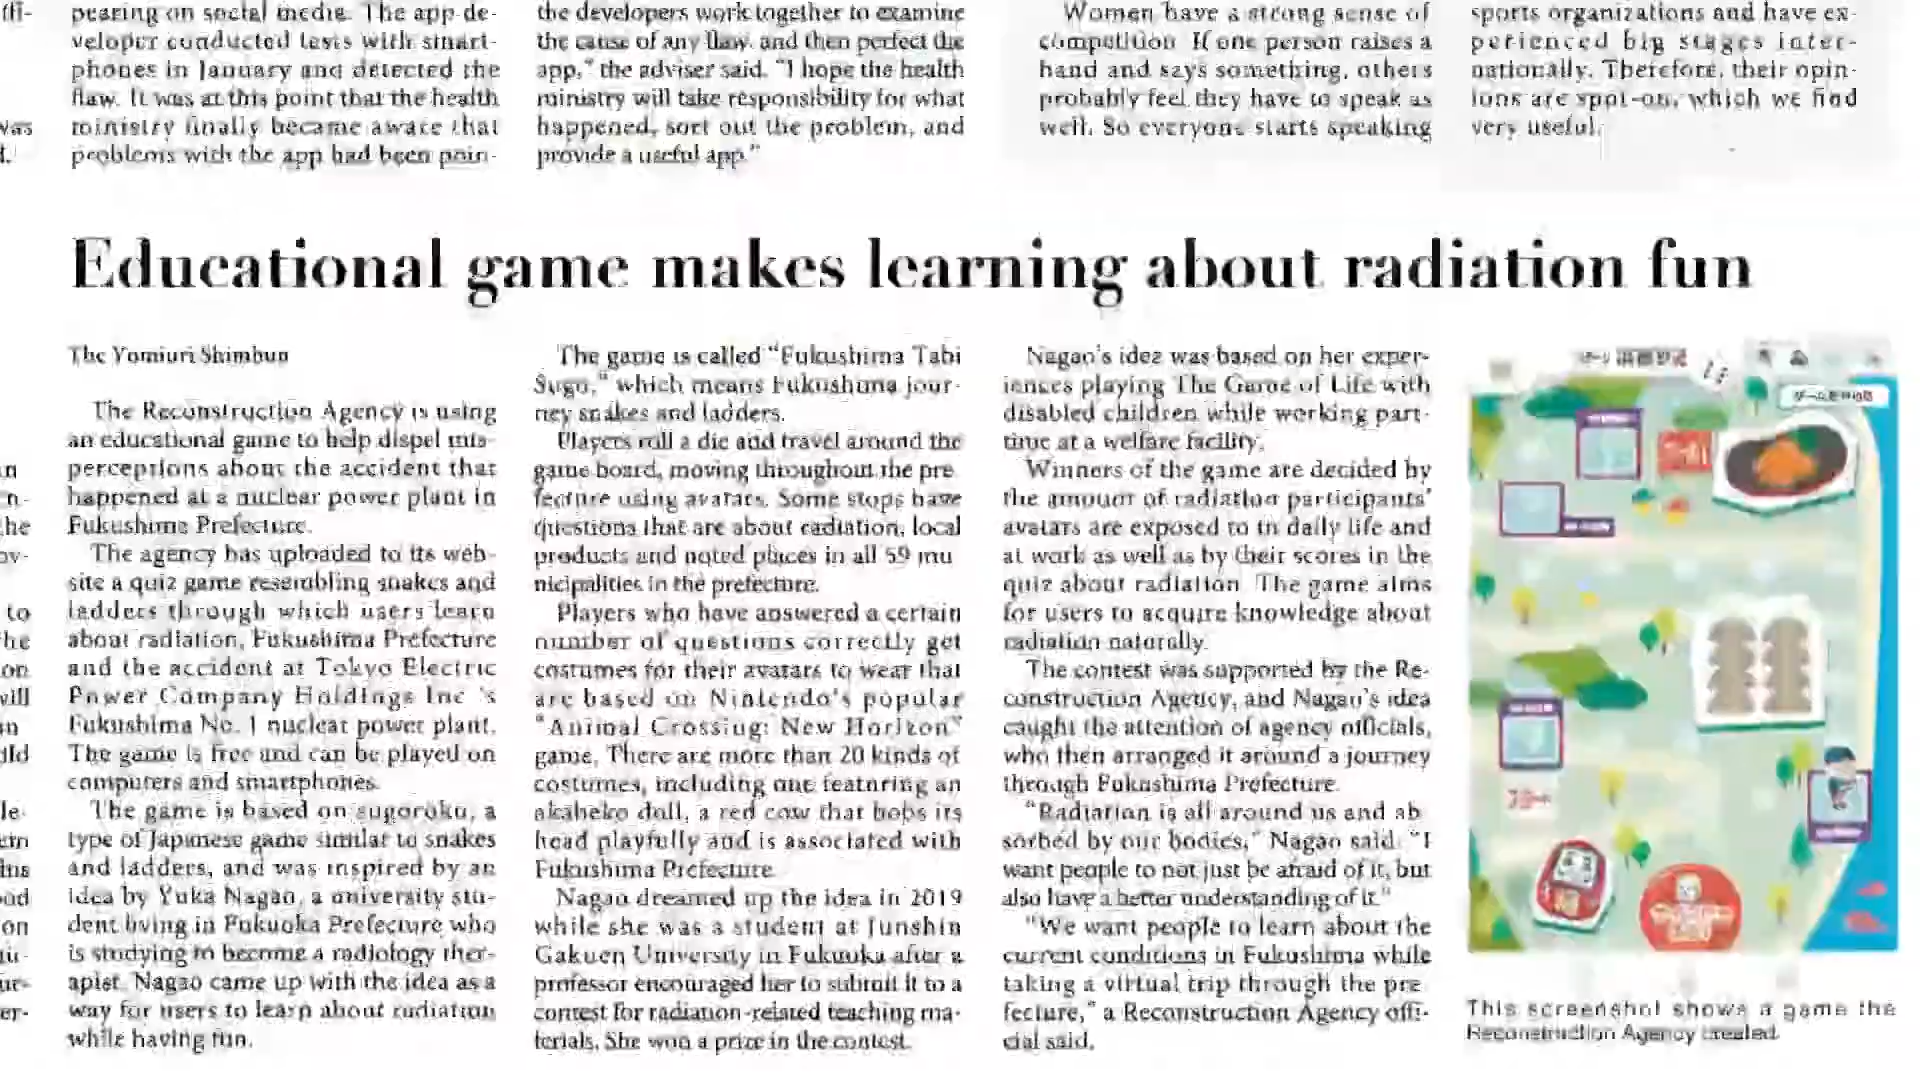 pearing on social media. The app de-
veloper conducted tests with smart-
phones in January and detected the
flaw. It was at this point that the health
ministry finally became aware that
problems with the app had been poin-
the developers work together to examine
the cause of any flaw, and then perfect the
app," the adviser said. "I hope the health
ministry will take responsibility for what
happened, sort out the problem, and
provide a useful app."
Women have a strong sense of
competition. If one person raises a
hand and says something, others
probably feel they have to speak as
well. So everyone starts speaking
sports organizations and have ex-
perienced big stages inter-
nationally. Therefore, their opin-
ions are spot-on, which we find
very useful.
Educational game makes learning about radiation fun
The Yomiuri Shimbun
The Reconstruction Agency is using
an educational game to help dispel mis-
perceptions about the accident that
happened at a nuclear power plant in
Fukushima Prefecture.
The agency has uploaded to its web-
site a quiz game resembling snakes and
ladders through which users learn
about radiation, Fukushima Prefecture
and the accident at Tokyo Electric
Power Company Holdings Inc.'s
Fukushima No. 1 nuclear power plant.
The game is free and can be played on
computers and smartphones.
The game is based on sugoroku, a
type of Japanese game similar to snakes
and ladders, and was inspired by an
idea by Yuka Nagao, a university stu-
dent living in Fukuoka Prefecture who
is studying to become a radiology ther-
apist. Nagao came up with the idea as a
way for users to learn about radiation
while having fun.
The game is called "Fukushima Tabi
Sugo," which means Fukushima jour-
ney snakes and ladders.
Players roll a die and travel around the
game board, moving throughout the pre
fecture using avatars. Some stops have
questions that are about radiation, local
products and noted places in all 59 mu
nicipalities in the prefecture.
Players who have answered a certain
number of questions correctly get
costumes for their avatars to wear that
are based on Nintendo's popular
"Animal Crossing: New Horizon"
game. There are more than 20 kinds of
costumes, including one featuring an
akabeko doll, a red cow that bobs its
head playfully and is associated with
Fukushima Prefecture.
Nagao dreamed up the idea in 2019
while she was a student at Junshin
Gakuen University in Fukuoka after a
professor encouraged her to submit it to a
contest for radiation-related teaching ma-
terials. She won a prize in the contest.
Nagao's idea was based on her exper-
iences playing The Game of Life with
disabled children while working part-
time at a welfare facility.
Winners of the game are decided by
the amount of radiation participants'
avatars are exposed to in daily life and
at work as well as by their scores in the
quiz about radiation. The game aims
for users to acquire knowledge about
radiation naturally.
The contest was supported by the Re-
construction Agency, and Nagao's idea
caught the attention of agency officials,
who then arranged it around a journey
through Fukushima Prefecture.
"Radiation is all around us and ab
sorbed by our bodies," Nagao said. "I
want people to not just be afraid of it, but
also have a better understanding of it."
"We want people to learn about the
current conditions in Fukushima while
taking a virtual trip through the pre
fecture," a Reconstruction Agency offi-
cial said.
This screenshot shows a game the
Reconstruction Agency created.